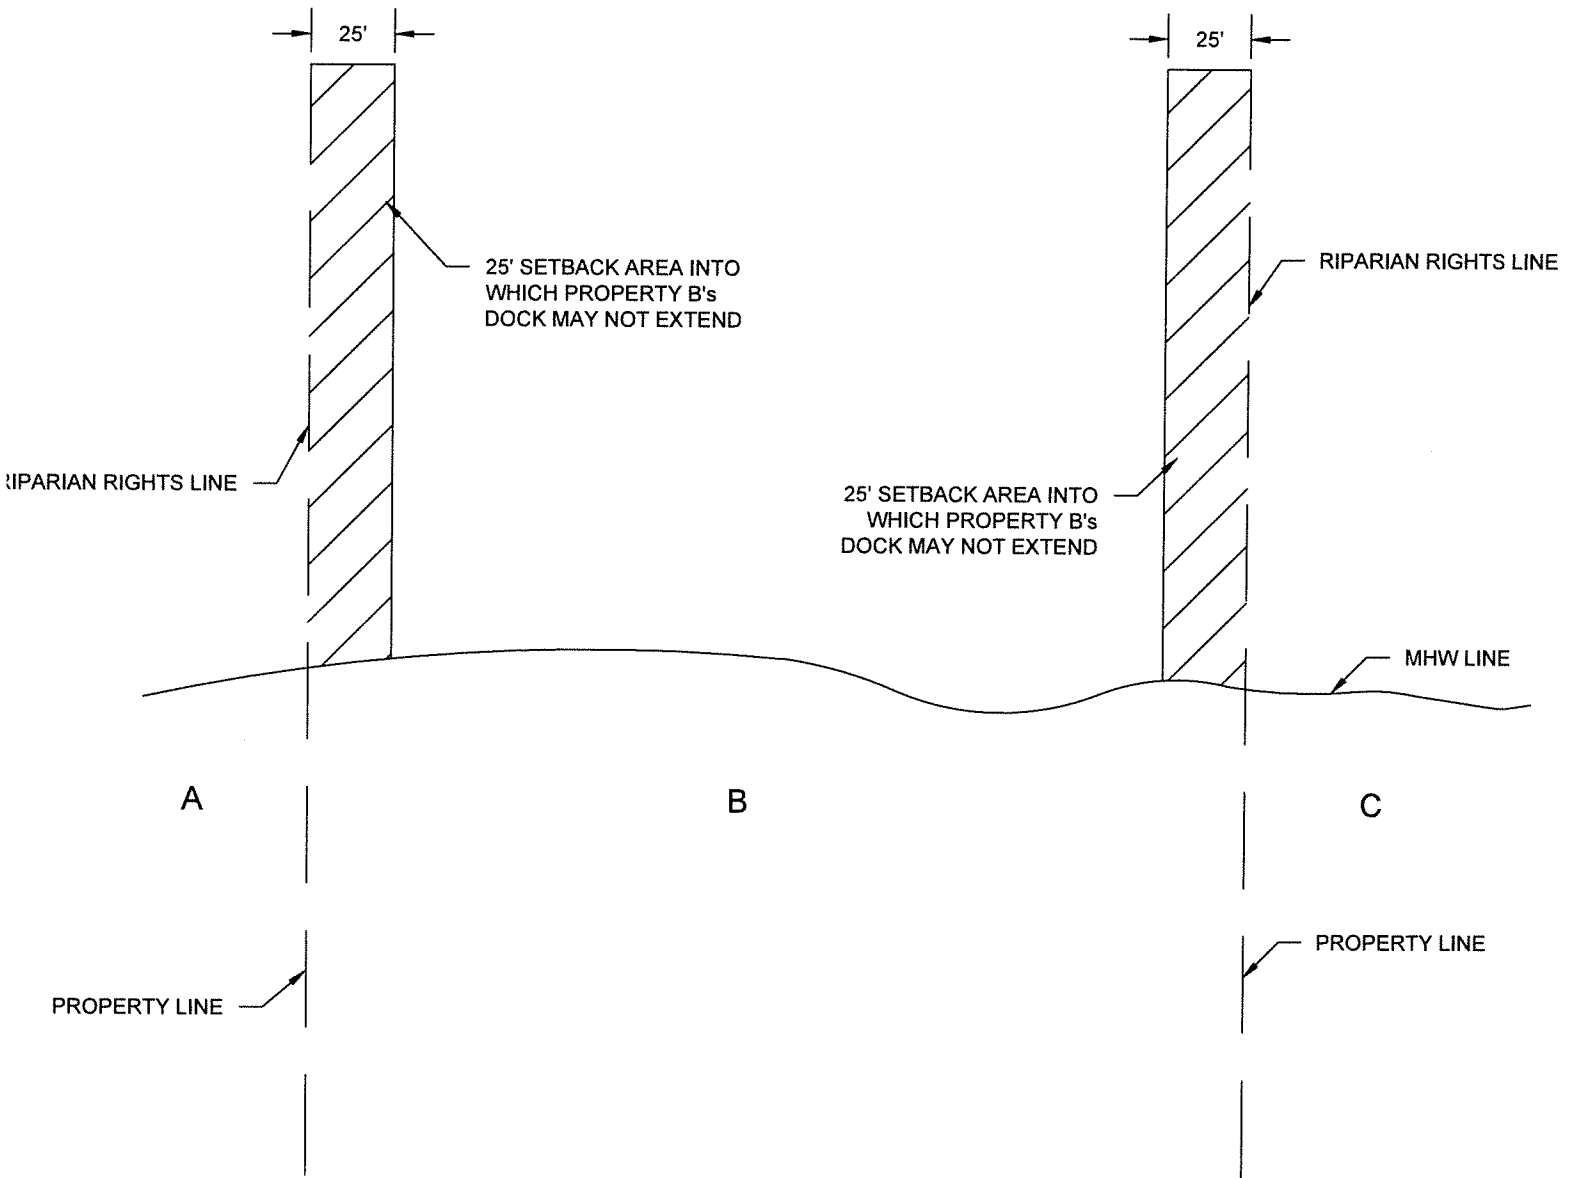 25'
25'
25' SETBACK AREA INTO
WHICH PROPERTY B's
DOCK MAY NOT EXTEND
RIPARIAN RIGHTS LINE
RIPARIAN RIGHTS LINE
25' SETBACK AREA INTO
WHICH PROPERTY B's
DOCK MAY NOT EXTEND
MHW LINE
A
B
C
PROPERTY LINE
PROPERTY LINE